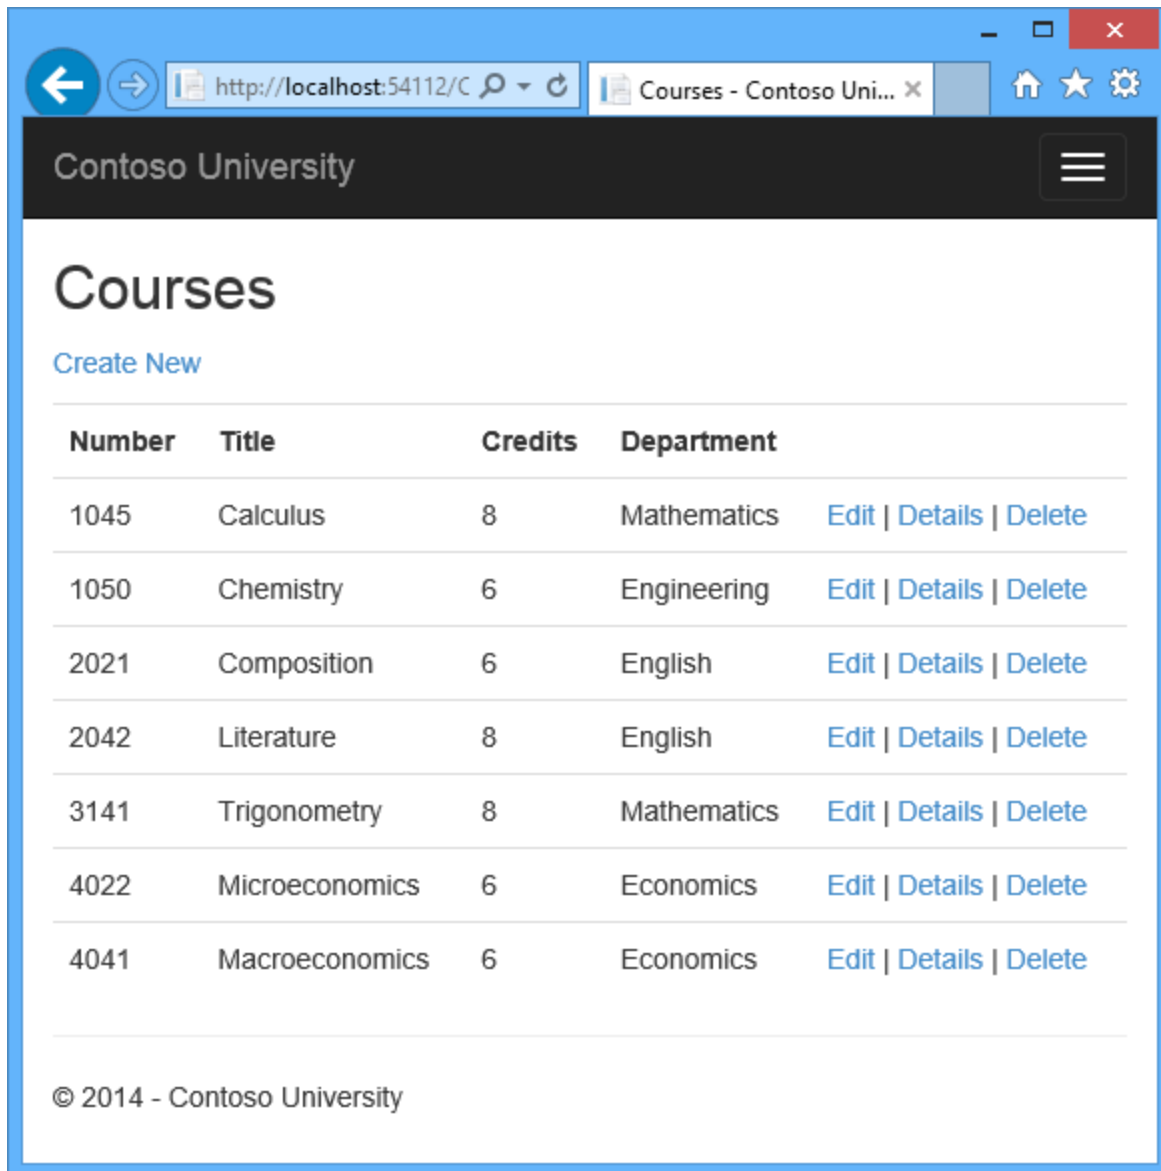 http://localhost:54112/C
Courses - Contoso Uni...
Contoso University
Courses
Create New
Number Title Credits Department
1045 Calculus 8 Mathematics Edit | Details | Delete
1050 Chemistry 6 Engineering Edit | Details | Delete
2021 Composition 6 English Edit | Details | Delete
2042 Literature 8 English Edit | Details | Delete
3141 Trigonometry 8 Mathematics Edit | Details | Delete
4022 Microeconomics 6 Economics Edit | Details | Delete
4041 Macroeconomics 6 Economics Edit | Details | Delete
© 2014 - Contoso University